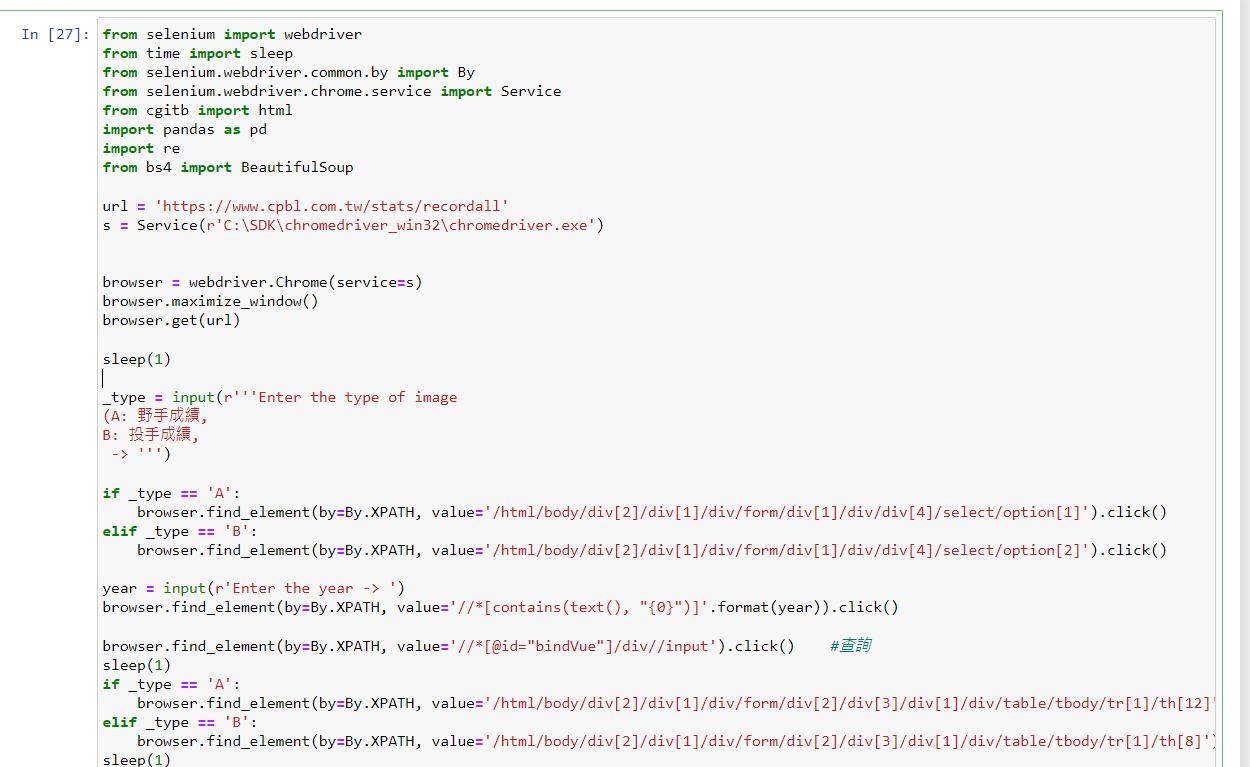 In [27]:
from selenium import webdriver
from time import sleep
from selenium.webdriver.common.by import By
from selenium.webdriver.chrome.service import Service
from cgitb import html
import pandas as pd
import re
from bs4 import BeautifulSoup
url = 'https://www.cpbl.com.tw/stats/recordall'
s = Service(r'C:\SDK\chromedriver_win32\chromedriver.exe')
browser = webdriver.Chrome(service=s)
browser.maximize_window()
browser.get(url)
sleep(1)
_type = input(r'''Enter the type of image
(A: 野手成績,
B: 投手成績,
 -> ''')
if _type == 'A':
    browser.find_element(by=By.XPATH, value='/html/body/div[2]/div[1]/div/form/div[1]/div/div[4]/select/option[1]').click()
elif _type == 'B':
    browser.find_element(by=By.XPATH, value='/html/body/div[2]/div[1]/div/form/div[1]/div/div[4]/select/option[2]').click()
year = input(r'Enter the year -> ')
browser.find_element(by=By.XPATH, value='//*[contains(text(), "{0}")]'.format(year)).click()
browser.find_element(by=By.XPATH, value='//*[@id="bindVue"]/div//input').click()    #查詢
sleep(1)
if _type == 'A':
    browser.find_element(by=By.XPATH, value='/html/body/div[2]/div[1]/div/form/div[2]/div[3]/div[1]/div/table/tbody/tr[1]/th[12]'
elif _type == 'B':
    browser.find_element(by=By.XPATH, value='/html/body/div[2]/div[1]/div/form/div[2]/div[3]/div[1]/div/table/tbody/tr[1]/th[8]')
sleep(1)